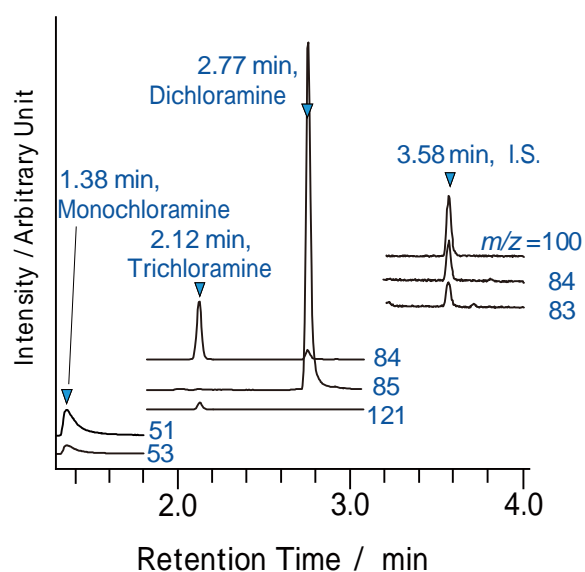 2.77 min,
Dichloramine
3.58 min, I.S.
1.38 min,
Monochloramine
2.12 min,
Trichloramine
m/z =100
84
83
84
85
121
51
53
Intensity / Arbitrary Unit
2.0
3.0
4.0
Retention Time / min